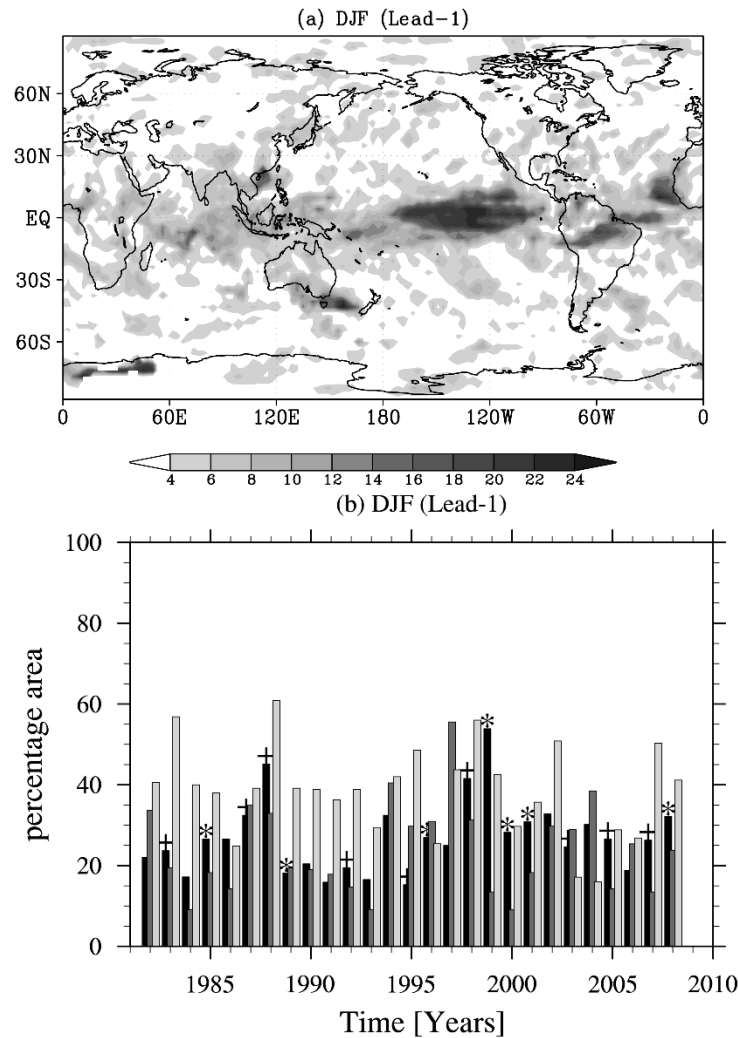 (a) DJF (Lead-1)
60N
30N
EQ
30S
60S
0 60E 120E 180 120W 60W 0
4 6 8 10 12 14 16 18 20 22 24
(b) DJF (Lead-1)
100
80
60
40
20
0
percentage area
1985 1990 1995 2000 2005 2010
Time [Years]